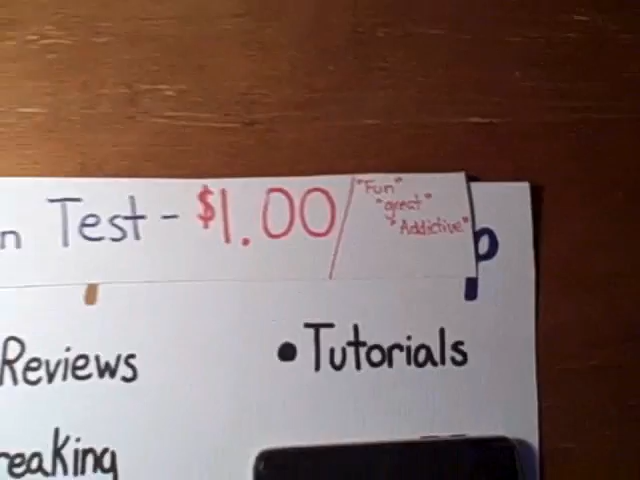 n Test - $1.00
"Fun"
"great"
"Addictive"
Reviews
• Tutorials
reaking